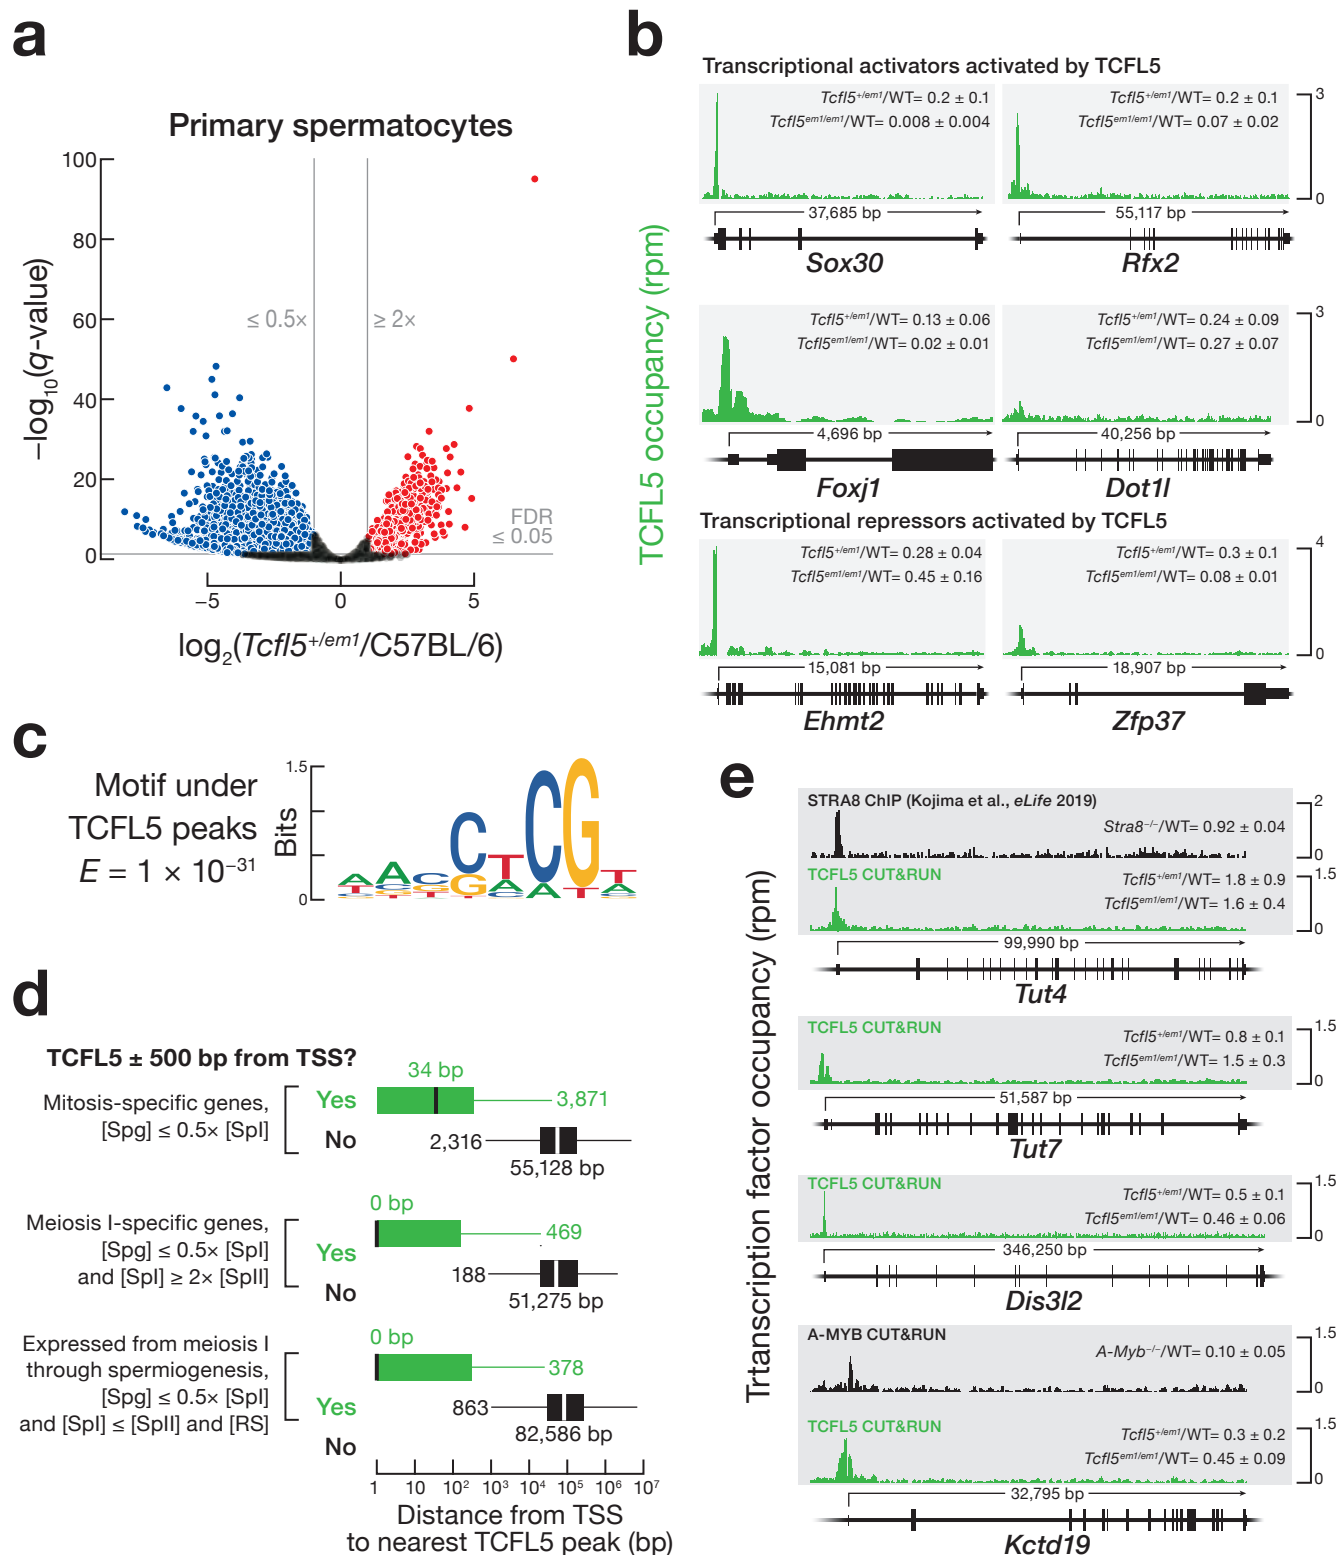 a
Primary spermatocytes
100
80
60
40
20
0
−log10(q-value)
≤ 0.5×
≥ 2×
FDR
≤ 0.05
−5
0
5
log2(Tcfl5+/em1/C57BL/6)
b
Transcriptional activators activated by TCFL5
TCFL5 occupancy (rpm)
Tcfl5+/em1/WT= 0.2 ± 0.1
Tcfl5em1/em1/WT= 0.008 ± 0.004
37,685 bp
Sox30
Tcfl5+/em1/WT= 0.2 ± 0.1
Tcfl5em1/em1/WT= 0.07 ± 0.02
3
0
55,117 bp
Rfx2
Tcfl5+/em1/WT= 0.13 ± 0.06
Tcfl5em1/em1/WT= 0.02 ± 0.01
4,696 bp
Foxj1
Tcfl5+/em1/WT= 0.24 ± 0.09
Tcfl5em1/em1/WT= 0.27 ± 0.07
3
0
40,256 bp
Dot1l
Transcriptional repressors activated by TCFL5
Tcfl5+/em1/WT= 0.28 ± 0.04
Tcfl5em1/em1/WT= 0.45 ± 0.16
15,081 bp
Ehmt2
Tcfl5+/em1/WT= 0.3 ± 0.1
Tcfl5em1/em1/WT= 0.08 ± 0.01
4
0
18,907 bp
Zfp37
c
Motif under
TCFL5 peaks
E = 1 × 10−31
1.5
0
Bits
d
TCFL5 ± 500 bp from TSS?
Mitosis-specific genes,
[Spg] ≤ 0.5× [SpI]
Yes
34 bp
3,871
No
2,316
55,128 bp
Meiosis I-specific genes,
[Spg] ≤ 0.5× [SpI]
and [SpI] ≥ 2× [SpII]
Yes
0 bp
469
No
188
51,275 bp
Expressed from meiosis I
through spermiogenesis,
[Spg] ≤ 0.5× [SpI]
and [SpI] ≤ [SpII] and [RS]
Yes
0 bp
378
No
863
82,586 bp
1 10 10² 10³ 10⁴ 10⁵ 10⁶ 10⁷
Distance from TSS
to nearest TCFL5 peak (bp)
e
Trtanscription factor occupancy (rpm)
STRA8 ChIP (Kojima et al., eLife 2019)
Stra8−/−/WT= 0.92 ± 0.04
2
0
TCFL5 CUT&RUN
Tcfl5+/em1/WT= 1.8 ± 0.9
Tcfl5em1/em1/WT= 1.6 ± 0.4
1.5
0
99,990 bp
Tut4
TCFL5 CUT&RUN
Tcfl5+/em1/WT= 0.8 ± 0.1
Tcfl5em1/em1/WT= 1.5 ± 0.3
1.5
0
51,587 bp
Tut7
TCFL5 CUT&RUN
Tcfl5+/em1/WT= 0.5 ± 0.1
Tcfl5em1/em1/WT= 0.46 ± 0.06
1.5
0
346,250 bp
Dis3l2
A-MYB CUT&RUN
A-Myb−/−/WT= 0.10 ± 0.05
1.5
0
TCFL5 CUT&RUN
Tcfl5+/em1/WT= 0.3 ± 0.2
Tcfl5em1/em1/WT= 0.45 ± 0.09
1.5
0
32,795 bp
Kctd19